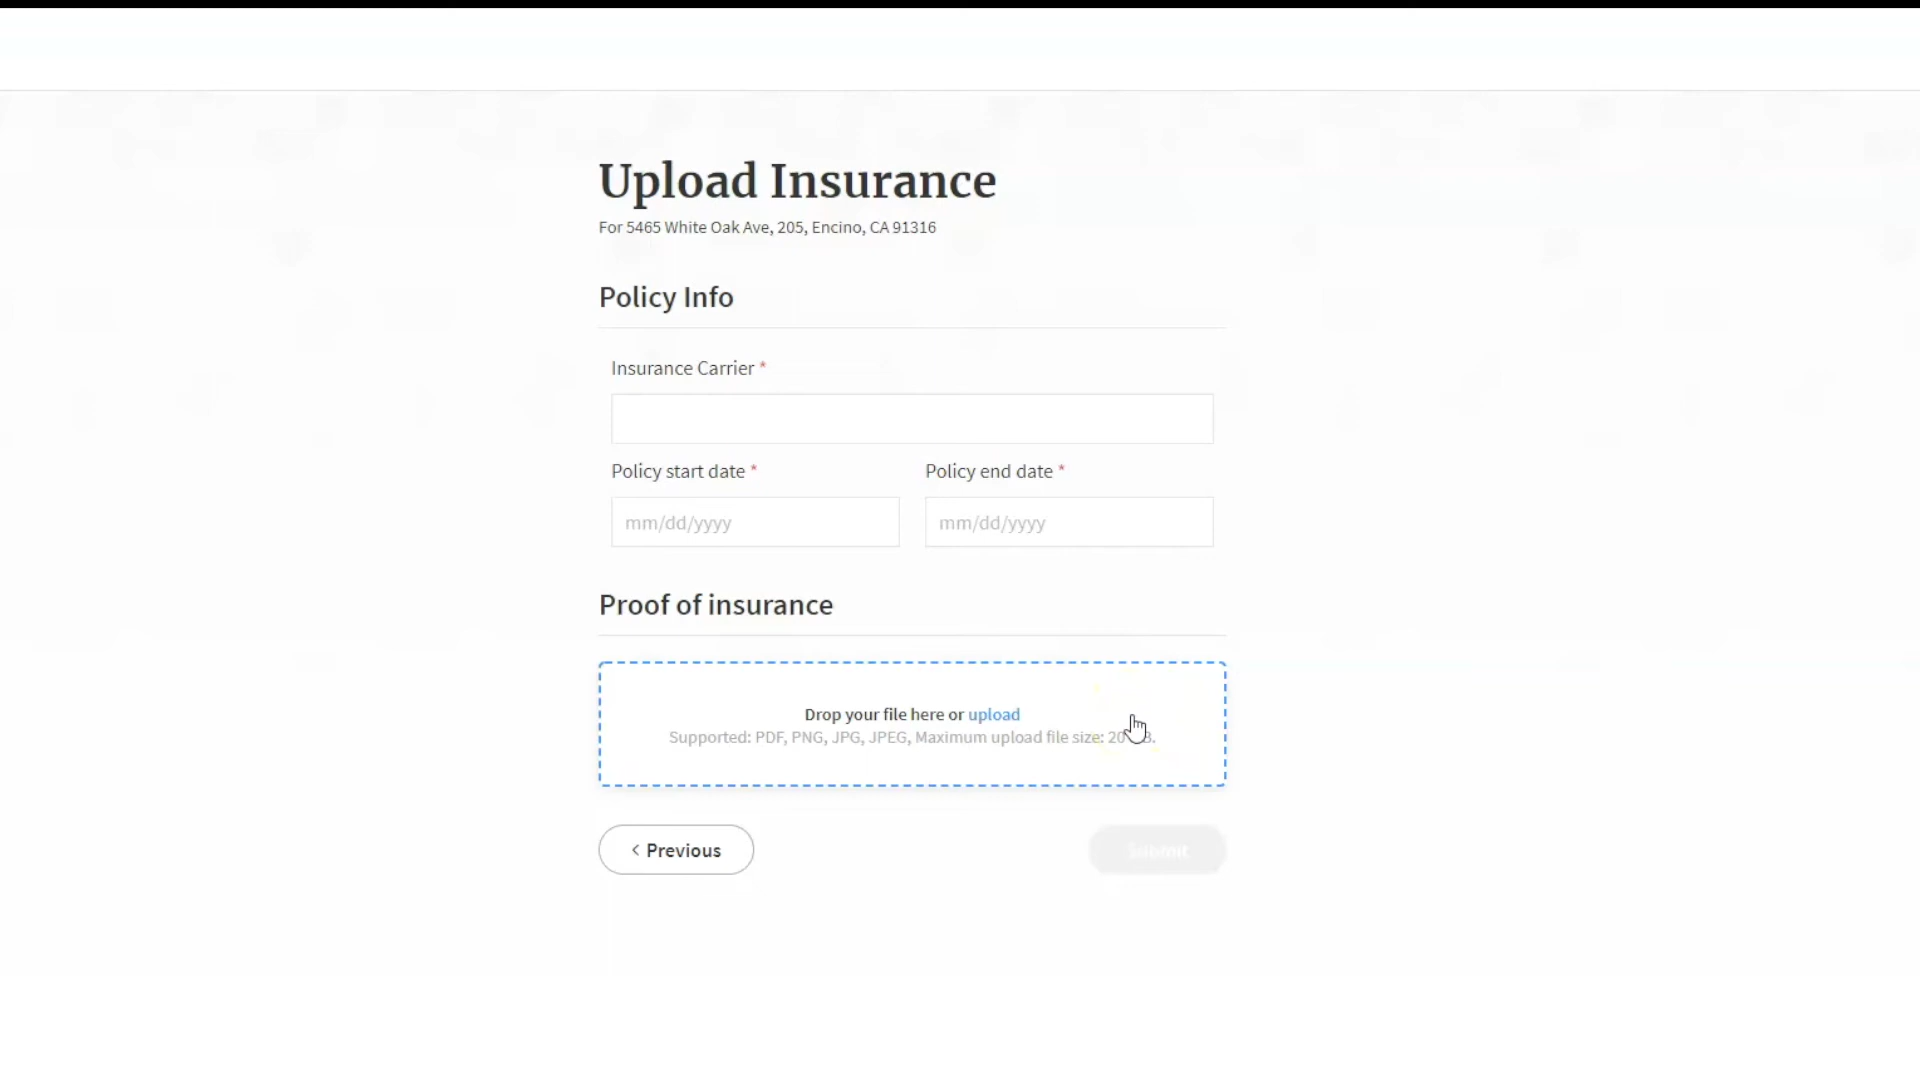 Upload Insurance
For 5465 White Oak Ave, 205, Encino, CA 91316
Policy Info
Insurance Carrier *
Policy start date * Policy end date *
mm/dd/yyyy mm/dd/yyyy
Proof of insurance
Drop your file here or upload
Supported: PDF, PNG, JPG, JPEG, Maximum upload file size:
< Previous Submit